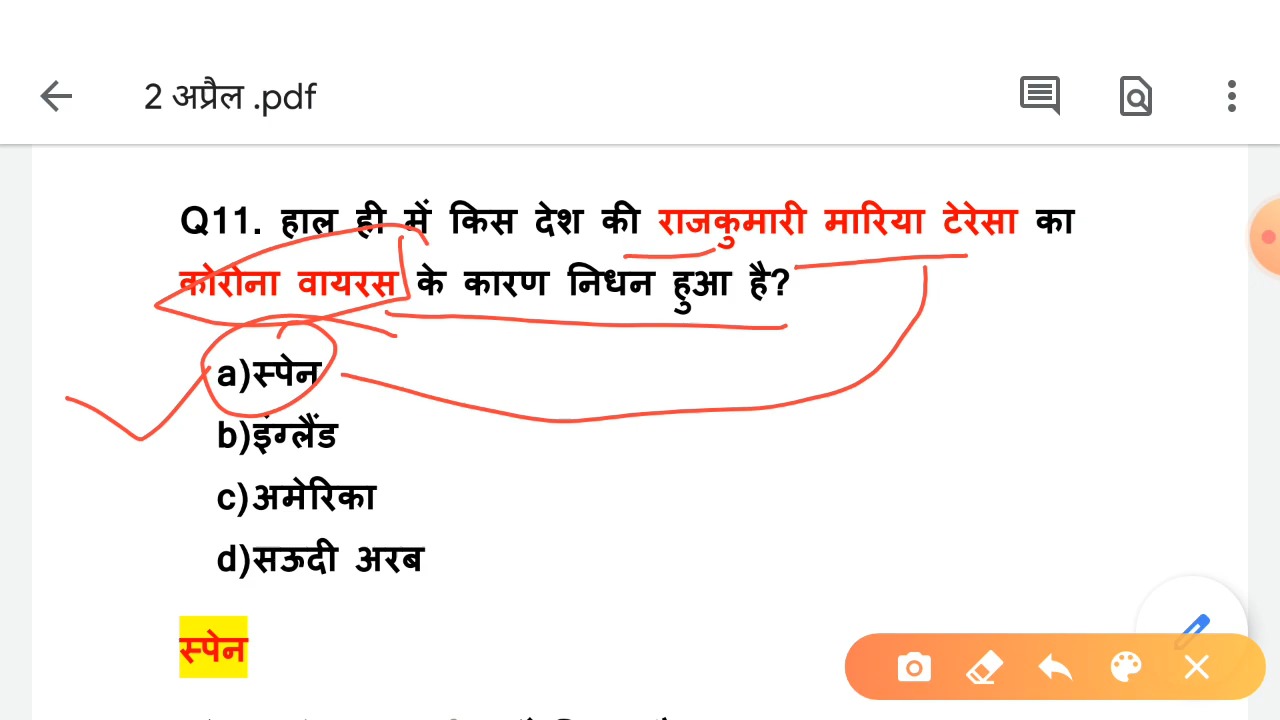 2 अप्रैल .pdf
Q11. हाल ही में किस देश की राजकुमारी मारिया टेरेसा का
कोरोना वायरस के कारण निधन हुआ है?
a)स्पेन
b)इंग्लैंड
c)अमेरिका
d)सऊदी अरब
स्पेन